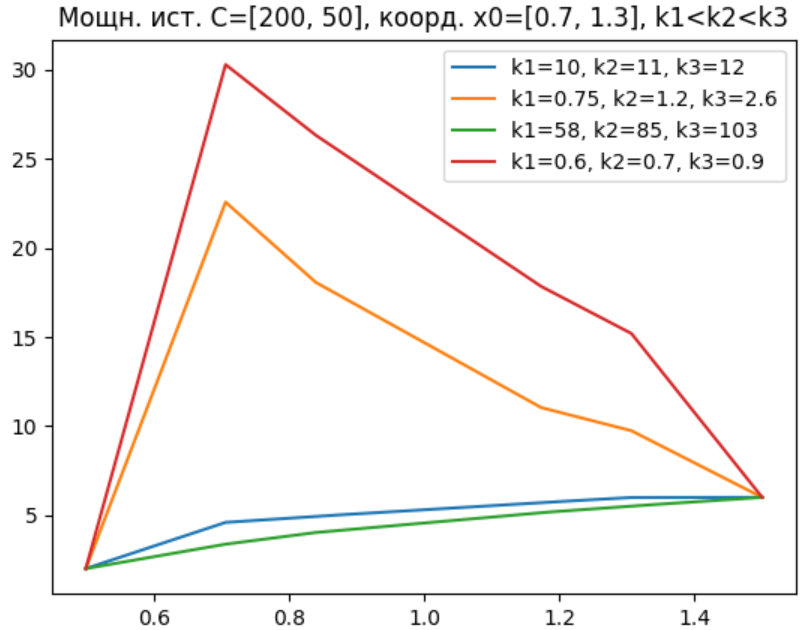 Мощн. ист. C=[200, 50], коорд. x0=[0.7, 1.3], k1<k2<k3
k1=10, k2=11, k3=12
k1=0.75, k2=1.2, k3=2.6
k1=58, k2=85, k3=103
k1=0.6, k2=0.7, k3=0.9
30
25
20
15
10
5
0.6 0.8 1.0 1.2 1.4